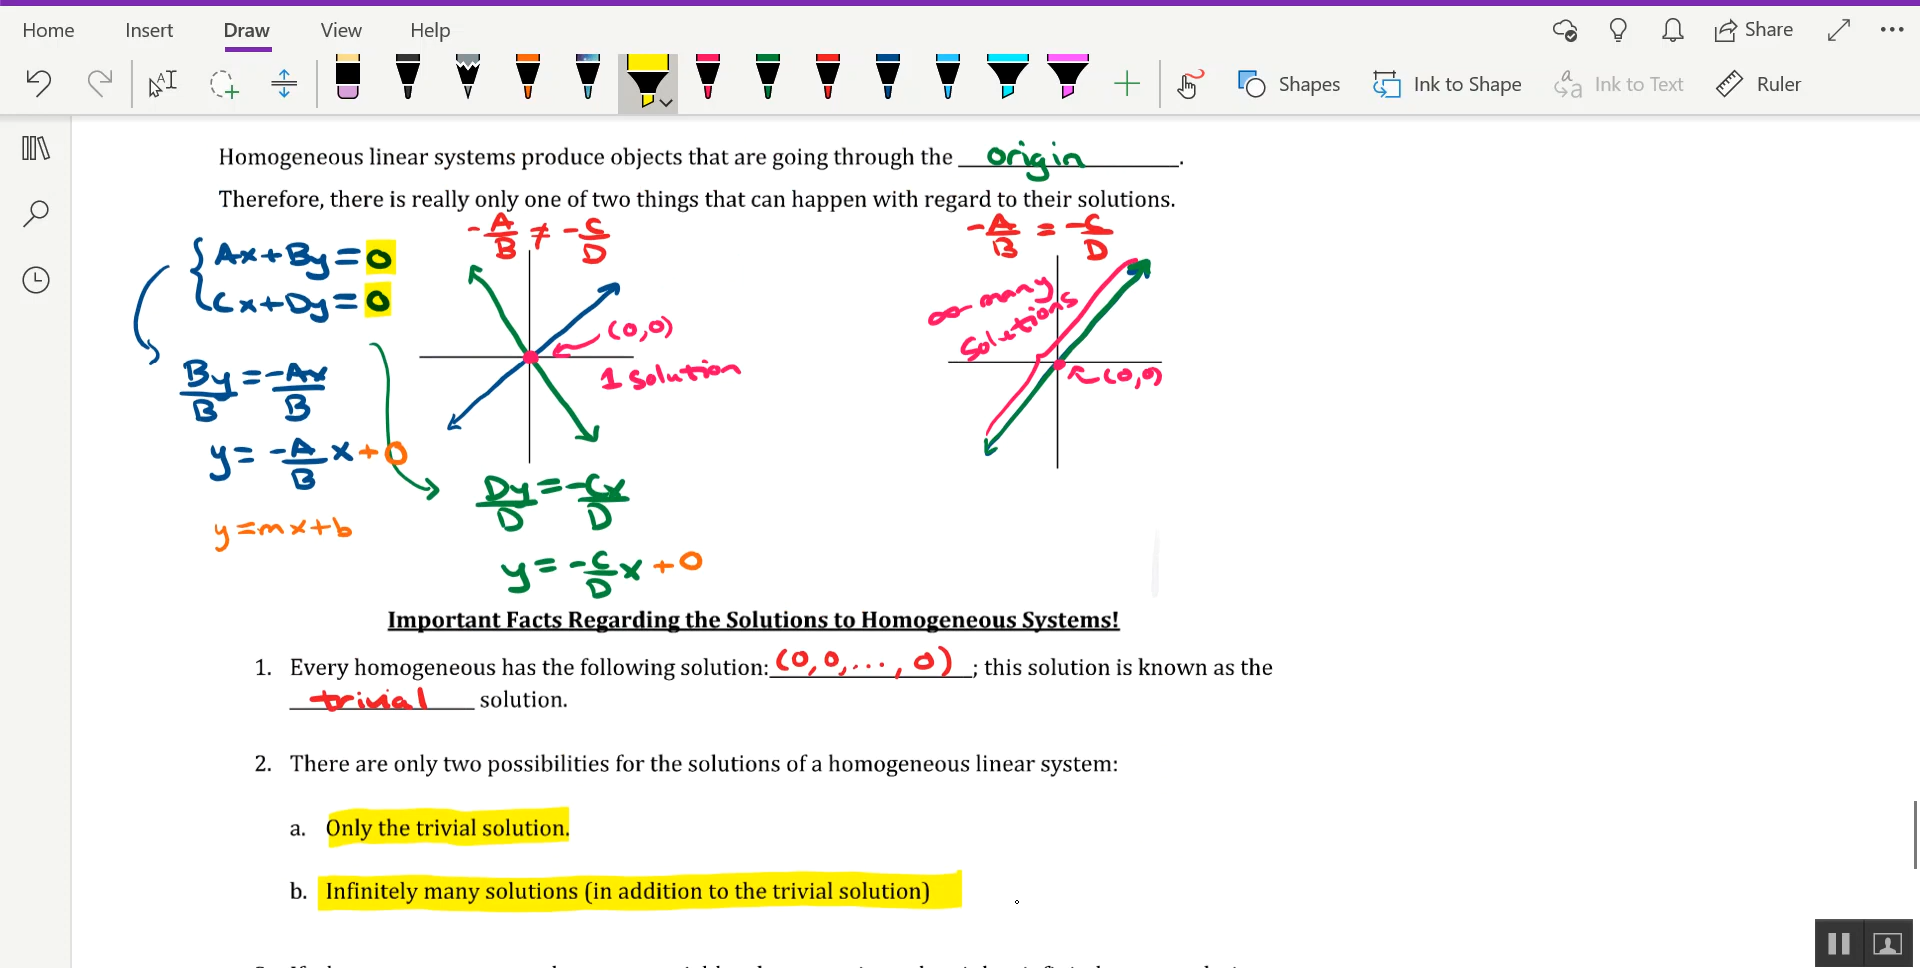 Home Insert Draw View Help Share
Shapes Ink to Shape Ink to Text Ruler
Homogeneous linear systems produce objects that are going through the origin.
Therefore, there is really only one of two things that can happen with regard to their solutions.
-A/B ≠ -C/D
-A/B = -C/D
Ax+By=0
Cx+Dy=0
(0,0)
1 solution
∞ many
solutions
(0,0)
By/B = -Ax/B
y = -A/B x + 0
y = mx + b
Dy/D = -Cx/D
y = -C/D x + 0
Important Facts Regarding the Solutions to Homogeneous Systems!
1. Every homogeneous has the following solution: (0,0,...,0) ; this solution is known as the
trivial solution.
2. There are only two possibilities for the solutions of a homogeneous linear system:
a. Only the trivial solution.
b. Infinitely many solutions (in addition to the trivial solution)